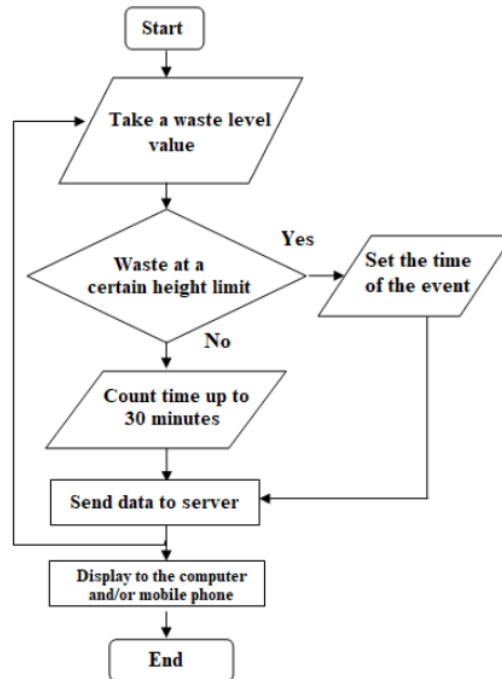 Start
Take a waste level
value
Waste at a
certain height limit
Yes
Set the time
of the event
No
Count time up to
30 minutes
Send data to server
Display to the computer
and/or mobile phone
End